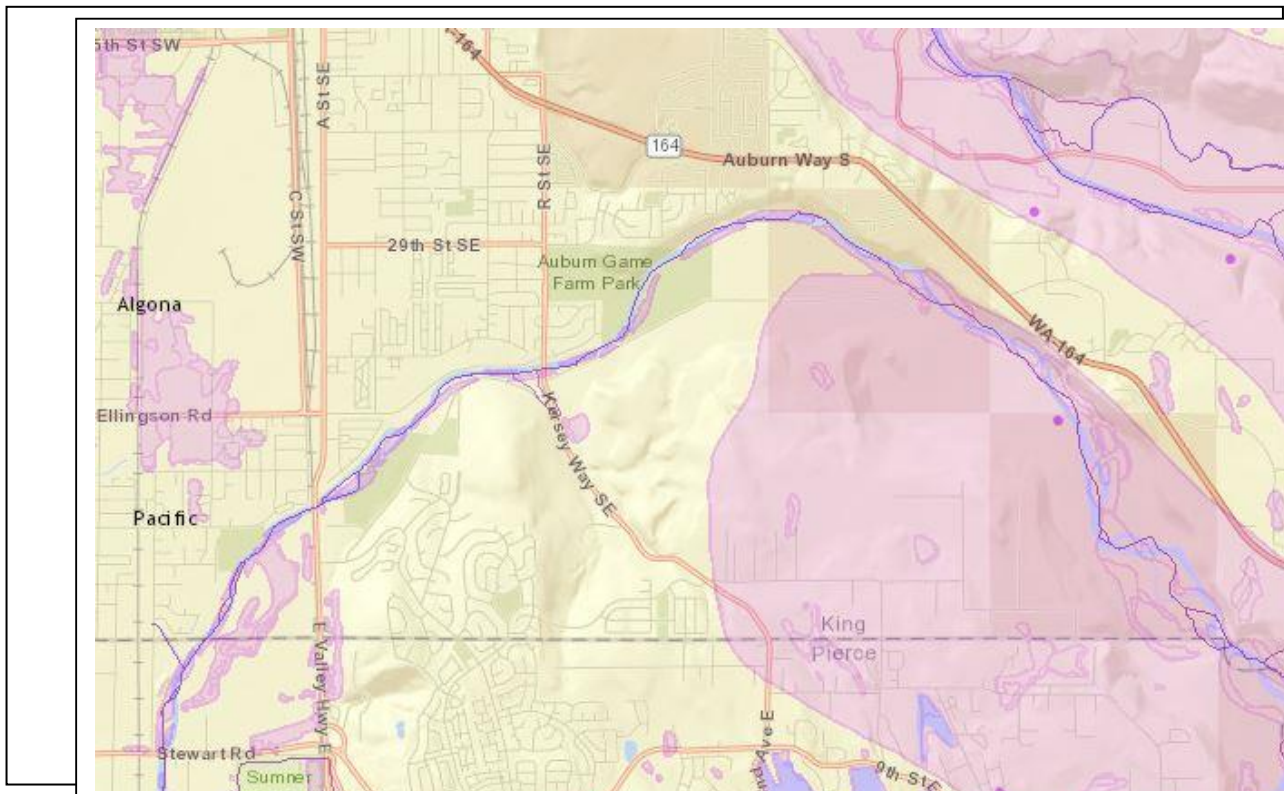 5th St SW
164
A St SE
164
Auburn Way S
R St SE
C St SW
29th St SE
Auburn Game
Farm Park
Algona
WA-164
Ellingson Rd
Kersey Way SE
Pacific
King
Pierce
E Valley Hwy E
Ave E
Stewart Rd
9th St E
Sumner